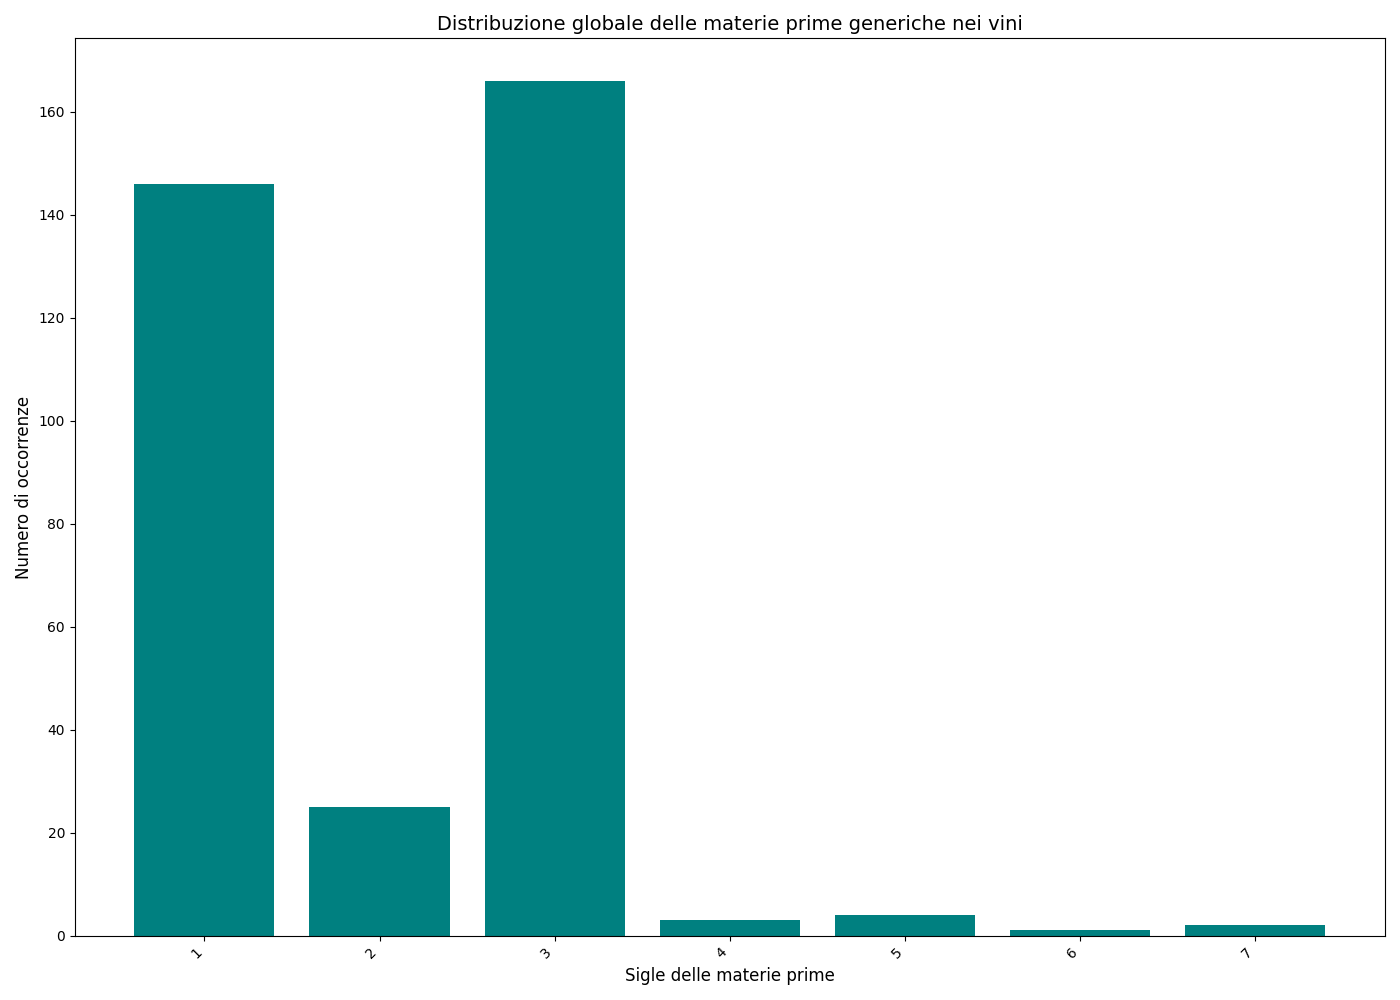 Distribuzione globale delle materie prime generiche nei vini
Numero di occorrenze
160
140
120
100
80
60
40
20
0
1 2 3 4 5 6 7
Sigle delle materie prime